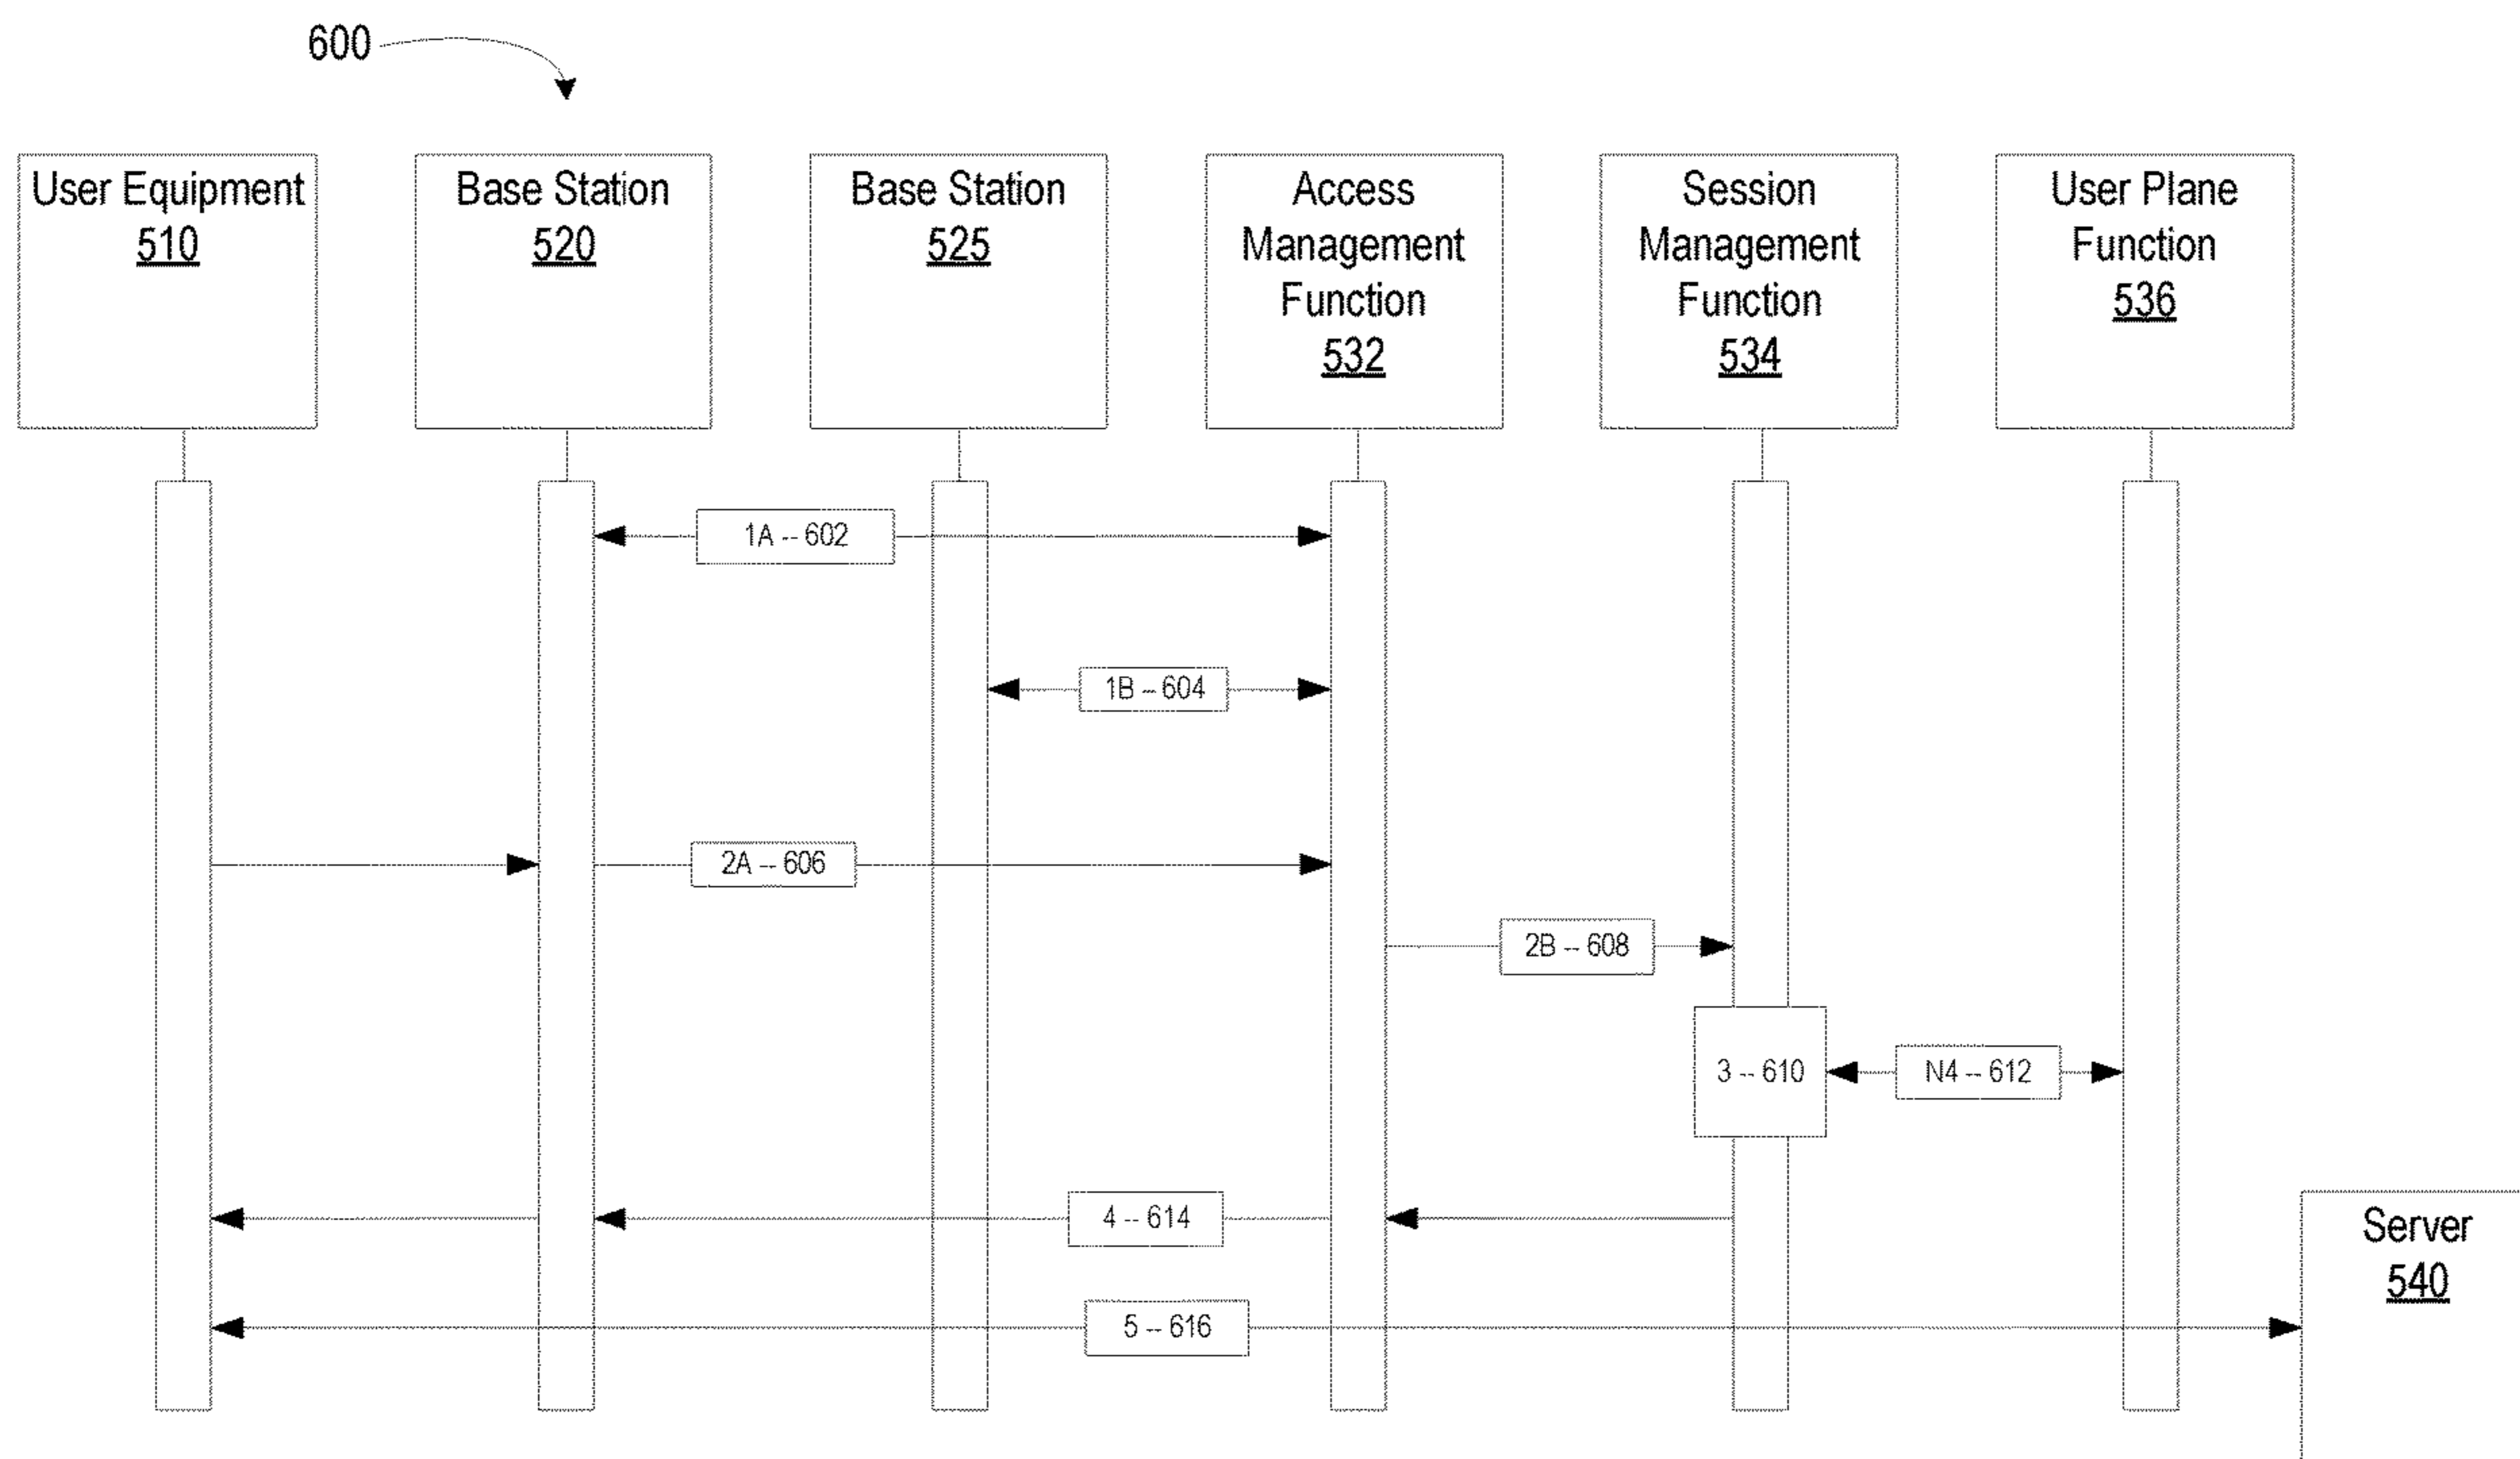 600
User Equipment
510
Base Station
520
Base Station
525
Access
Management
Function
532
Session
Management
Function
534
User Plane
Function
536
1A -- 602
1B -- 604
2A -- 606
2B -- 608
3 -- 610
N4 -- 612
4 -- 614
Server
540
5 -- 616